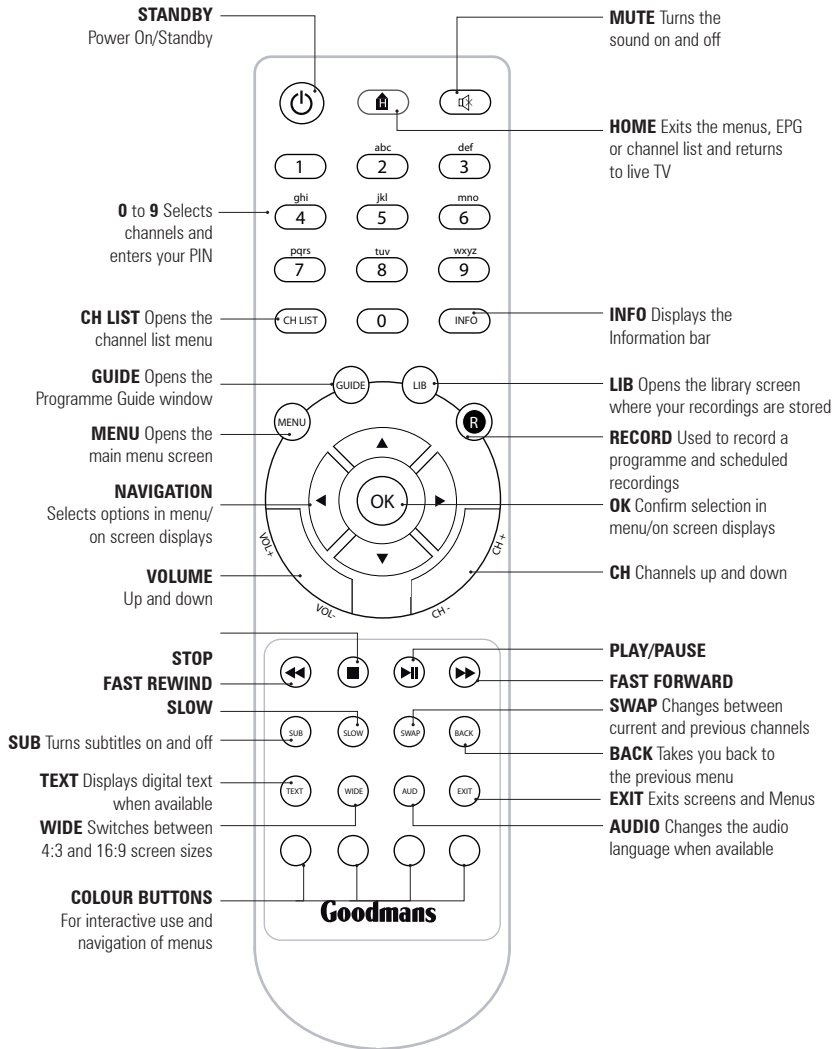 STANDBY
Power On/Standby
0 to 9 Selects
channels and
enters your PIN
CH LIST Opens the
channel list menu
GUIDE Opens the
Programme Guide window
MENU Opens the
main menu screen
NAVIGATION
Selects options in menu/
on screen displays
VOLUME
Up and down
STOP
FAST REWIND
SLOW
SUB Turns subtitles on and off
TEXT Displays digital text
when available
WIDE Switches between
4:3 and 16:9 screen sizes
COLOUR BUTTONS
For interactive use and
navigation of menus
H
abc def
1 2 3
ghi jkl mno
4 5 6
pqrs tuv wxyz
7 8 9
CH LIST 0 INFO
GUIDE LIB
MENU R
OK
VOL+ CH +
VOL- CH -
SUB SLOW SWAP BACK
TEXT WIDE AUD EXIT
Goodmans
MUTE Turns the
sound on and off
HOME Exits the menus, EPG
or channel list and returns
to live TV
INFO Displays the
Information bar
LIB Opens the library screen
where your recordings are stored
RECORD Used to record a
programme and scheduled
recordings
OK Confirm selection in
menu/on screen displays
CH Channels up and down
PLAY/PAUSE
FAST FORWARD
SWAP Changes between
current and previous channels
BACK Takes you back to
the previous menu
EXIT Exits screens and Menus
AUDIO Changes the audio
language when available